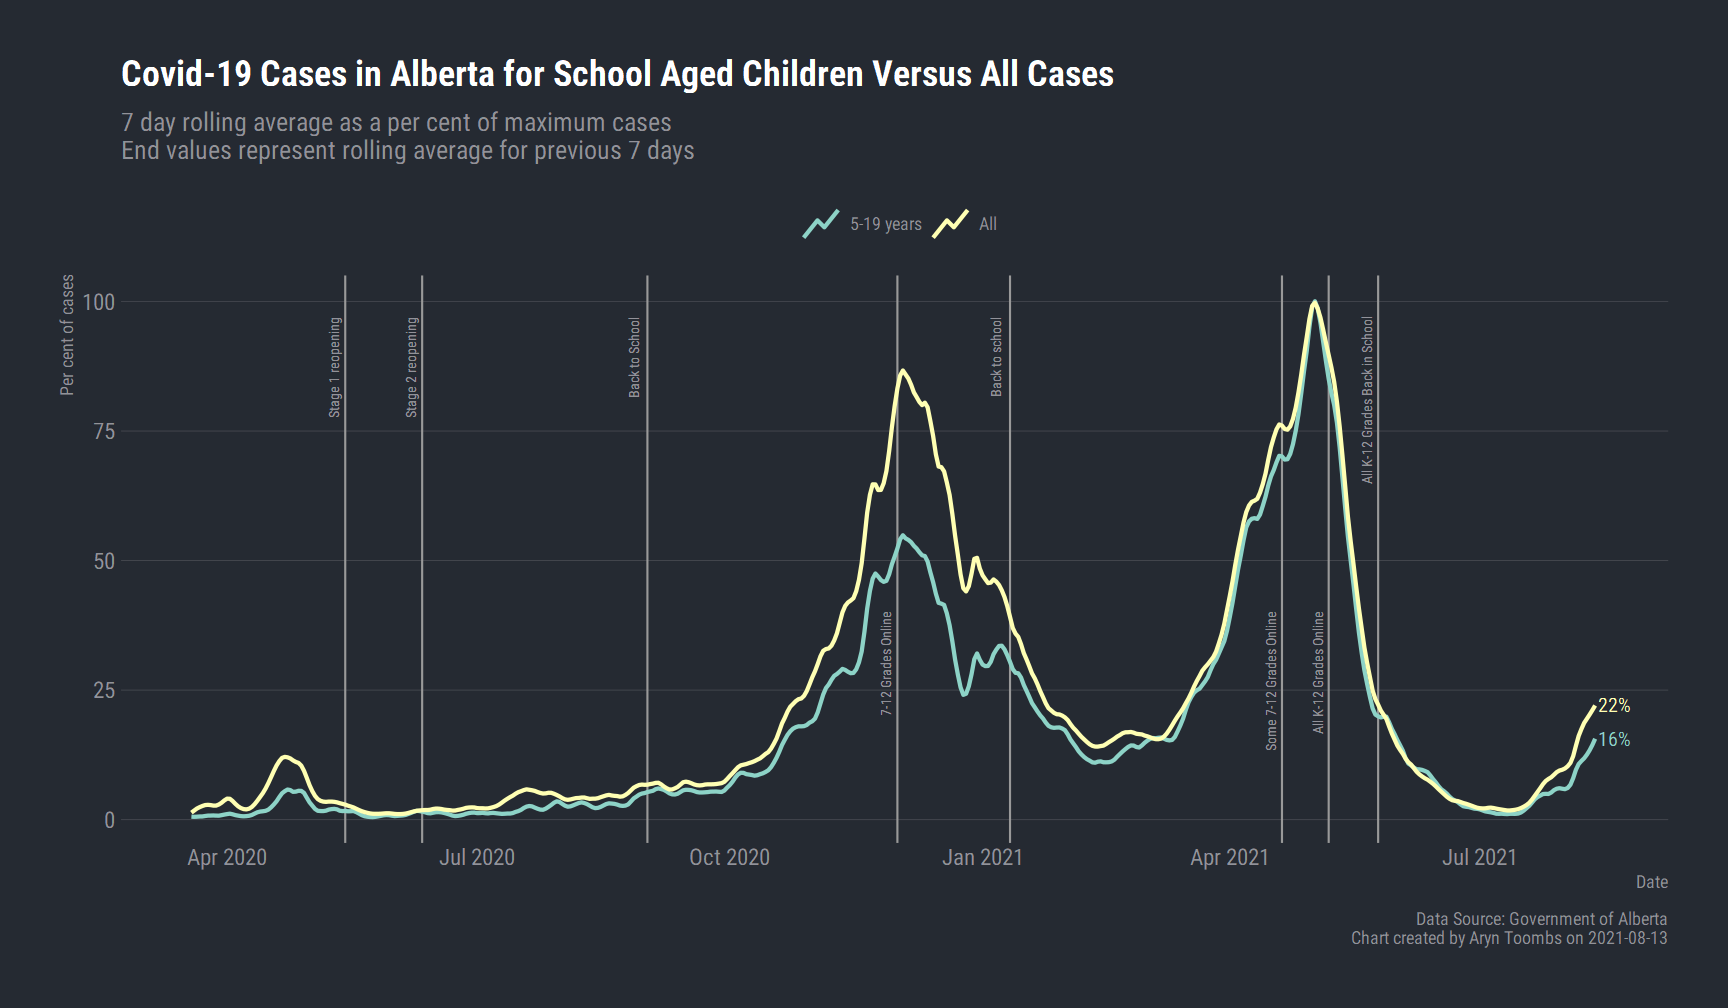 Covid-19 Cases in Alberta for School Aged Children Versus All Cases
7 day rolling average as a per cent of maximum cases
End values represent rolling average for previous 7 days
5-19 years
All
Per cent of cases
100
75
50
25
0
Stage 1 reopening
Stage 2 reopening
Back to School
7-12 Grades Online
Back to school
Some 7-12 Grades Online
All K-12 Grades Online
All K-12 Grades Back in School
22%
16%
Apr 2020
Jul 2020
Oct 2020
Jan 2021
Apr 2021
Jul 2021
Date
Data Source: Government of Alberta
Chart created by Aryn Toombs on 2021-08-13